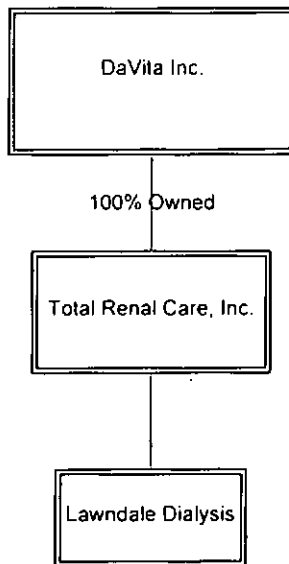 DaVita Inc.
100% Owned
Total Renal Care, Inc.
Lawndale Dialysis